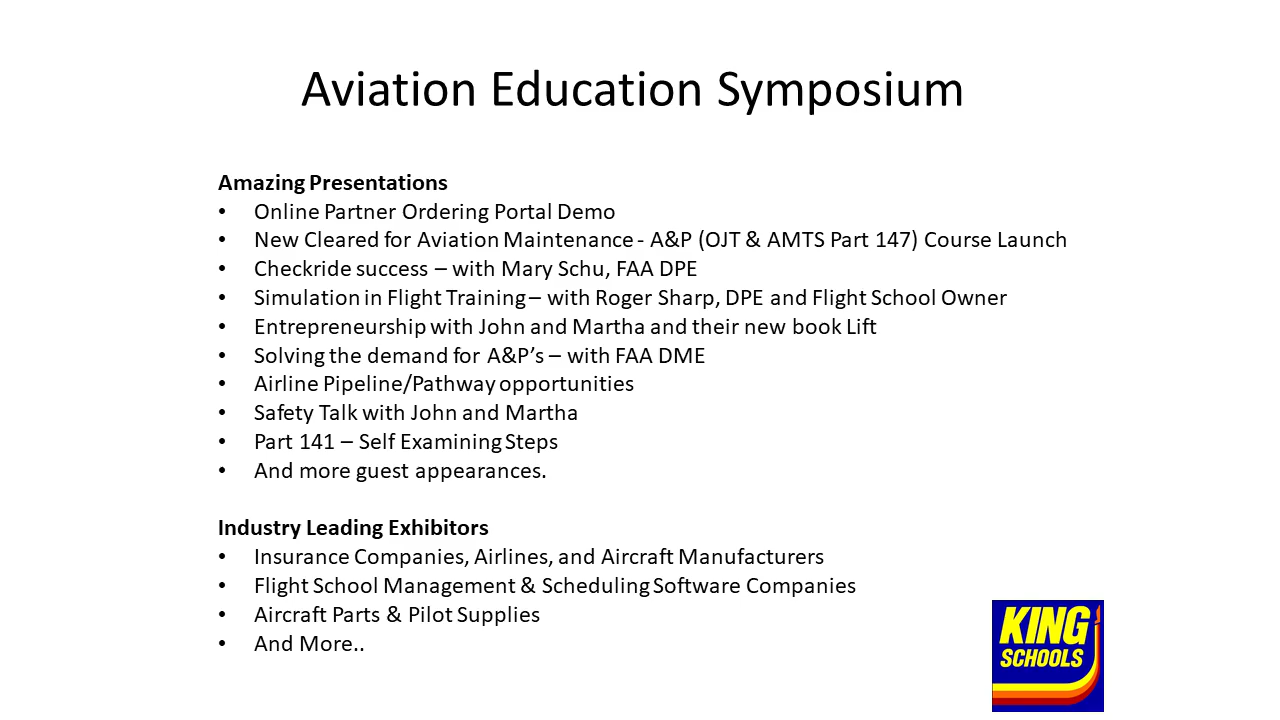 Aviation Education Symposium
Amazing Presentations
• Online Partner Ordering Portal Demo
• New Cleared for Aviation Maintenance - A&P (OJT & AMTS Part 147) Course Launch
• Checkride success – with Mary Schu, FAA DPE
• Simulation in Flight Training – with Roger Sharp, DPE and Flight School Owner
• Entrepreneurship with John and Martha and their new book Lift
• Solving the demand for A&P’s – with FAA DME
• Airline Pipeline/Pathway opportunities
• Safety Talk with John and Martha
• Part 141 – Self Examining Steps
• And more guest appearances.
Industry Leading Exhibitors
• Insurance Companies, Airlines, and Aircraft Manufacturers
• Flight School Management & Scheduling Software Companies
• Aircraft Parts & Pilot Supplies
• And More..
KING
SCHOOLS